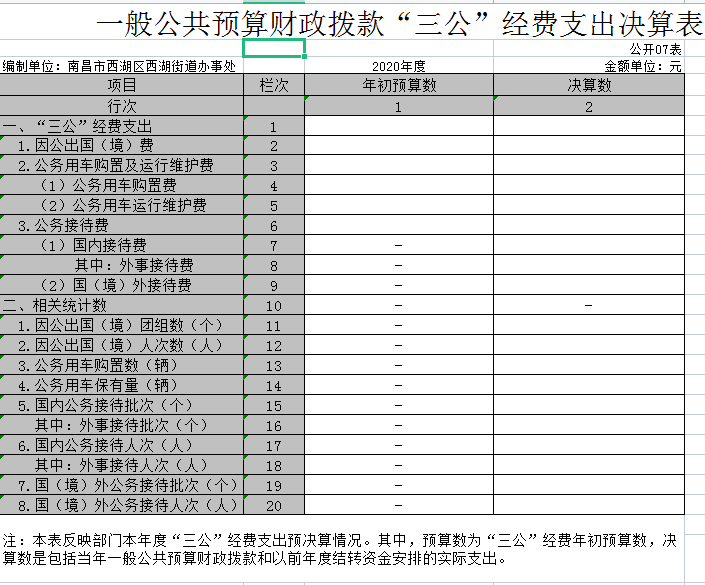 一般公共预算财政拨款“三公”经费支出决算表
公开07表
编制单位：南昌市西湖区西湖街道办事处 2020年度 金额单位：元
项目 栏次 年初预算数 决算数
行次 1 2
一、“三公”经费支出 1
1.因公出国（境）费 2
2.公务用车购置及运行维护费 3
（1）公务用车购置费 4
（2）公务用车运行维护费 5
3.公务接待费 6
（1）国内接待费 7 —
其中：外事接待费 8 —
（2）国（境）外接待费 9 —
二、相关统计数 10 — —
1.因公出国（境）团组数（个） 11 —
2.因公出国（境）人次数（人） 12 —
3.公务用车购置数（辆） 13 —
4.公务用车保有量（辆） 14 —
5.国内公务接待批次（个） 15 —
其中：外事接待批次（个） 16 —
6.国内公务接待人次（人） 17 —
其中：外事接待人次（人） 18 —
7.国（境）外公务接待批次（个） 19 —
8.国（境）外公务接待人次（人） 20 —
注：本表反映部门本年度“三公”经费支出预决算情况。其中，预算数为“三公”经费年初预算数，决
算数是包括当年一般公共预算财政拨款和以前年度结转资金安排的实际支出。